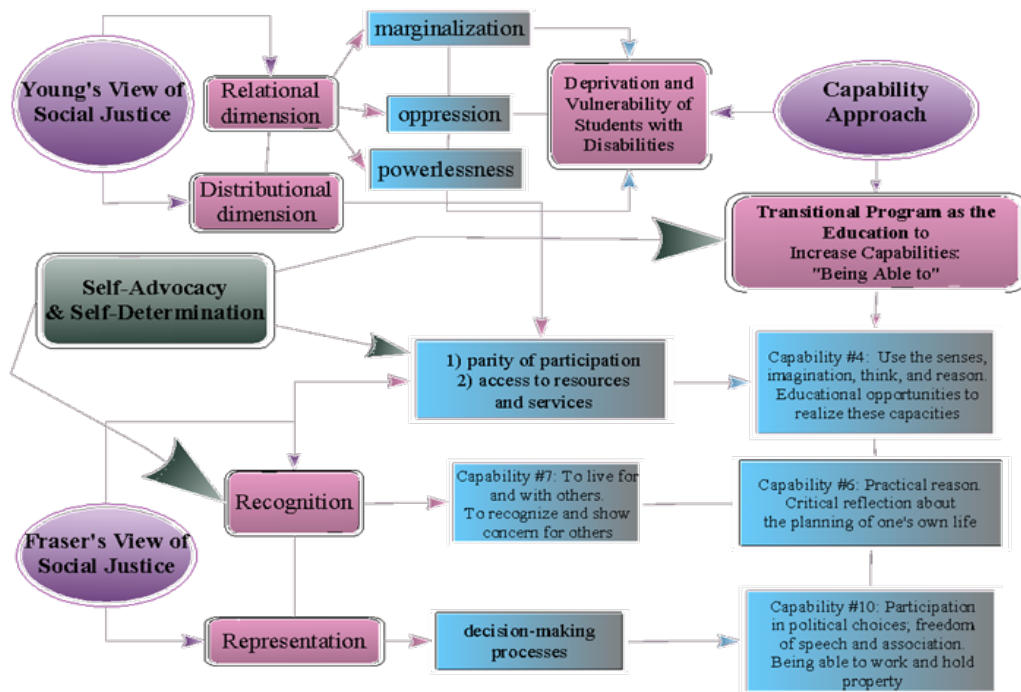 marginalization
Young's View of
Social Justice
Relational
dimension
oppression
powerlessness
Distributional
dimension
Deprivation and
Vulnerability of
Students with
Disabilities
Capability
Approach
Transitional Program as the
Education to
Increase Capabilities:
"Being Able to"
Self-Advocacy
& Self-Determination
1) parity of participation
2) access to resources
and services
Capability #4: Use the senses,
imagination, think, and reason.
Educational opportunities to
realize these capacities
Recognition
Capability #7: To live for
and with others.
To recognize and show
concern for others
Capability #6: Practical reason.
Critical reflection about
the planning of one's own life
Fraser's View of
Social Justice
Representation
decision-making
processes
Capability #10: Participation
in political choices; freedom
of speech and association.
Being able to work and hold
property